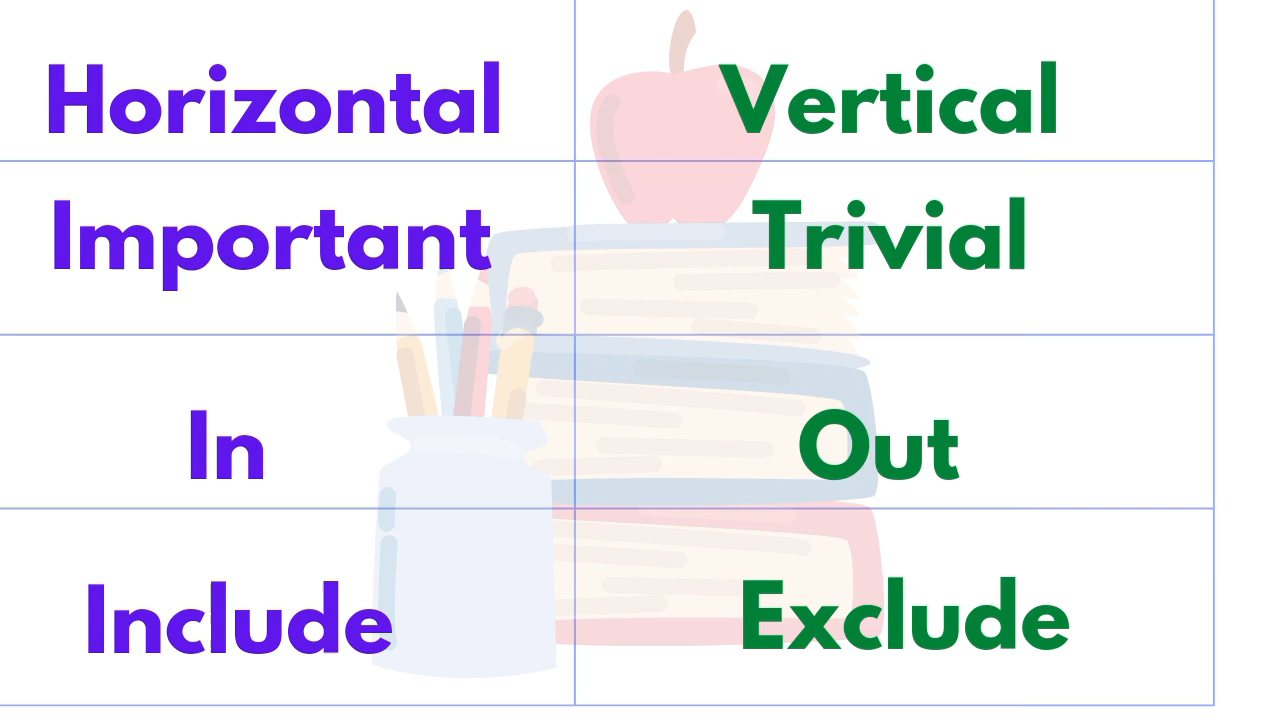 Horizontal Vertical
Important Trivial
In Out
Include Exclude